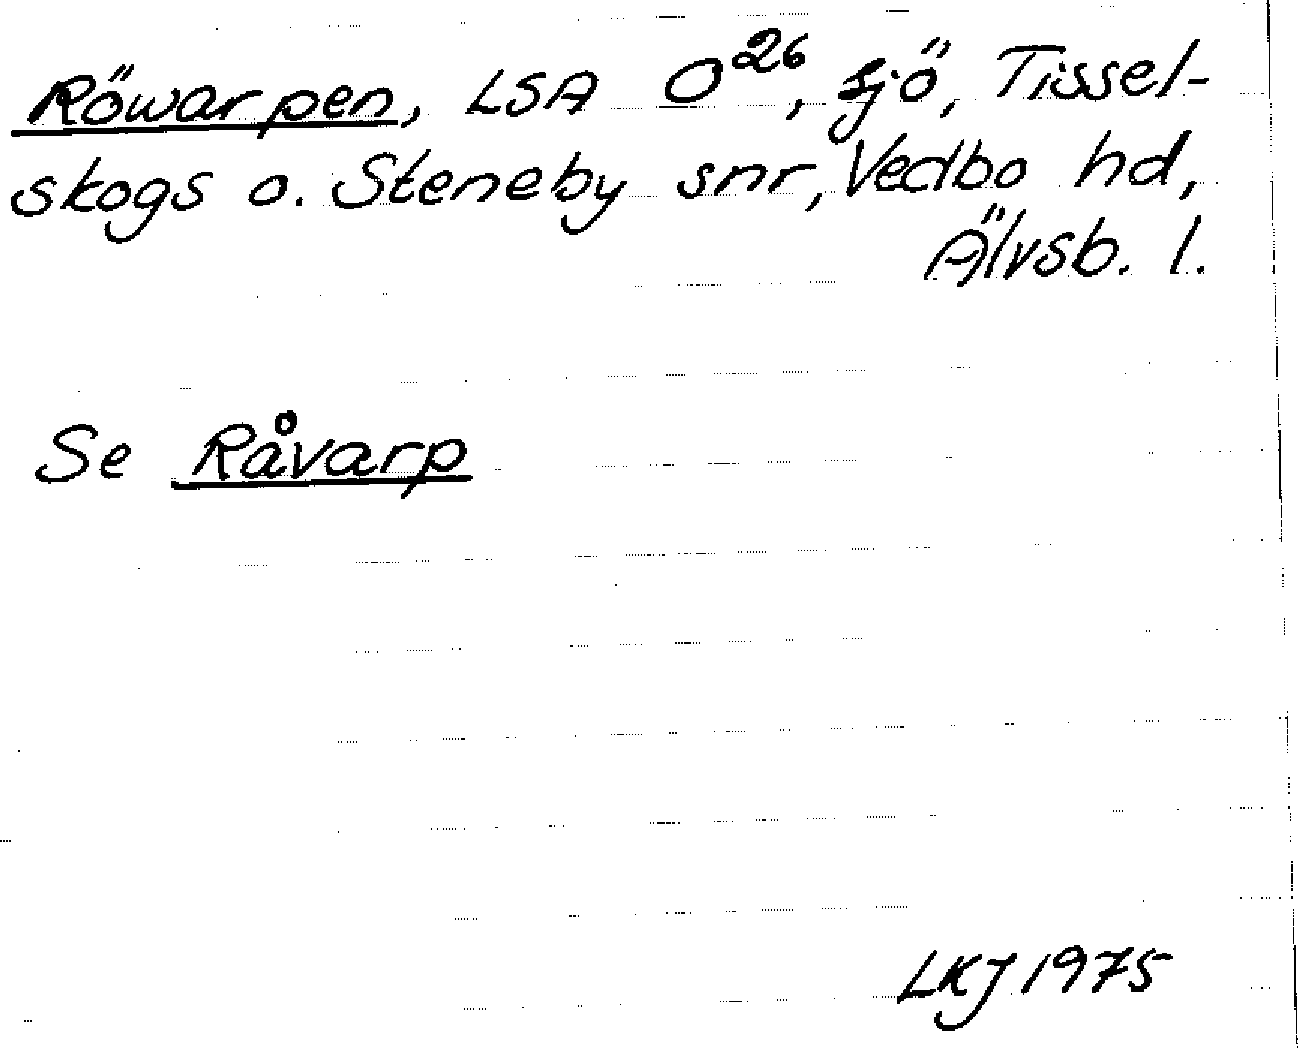 Röwarpen, LSA O26, sjö, Tissel-
skogs o. Steneby snr, Vedbo hd,
Älvsb. l.
Se Råvarp
LKJ 1975